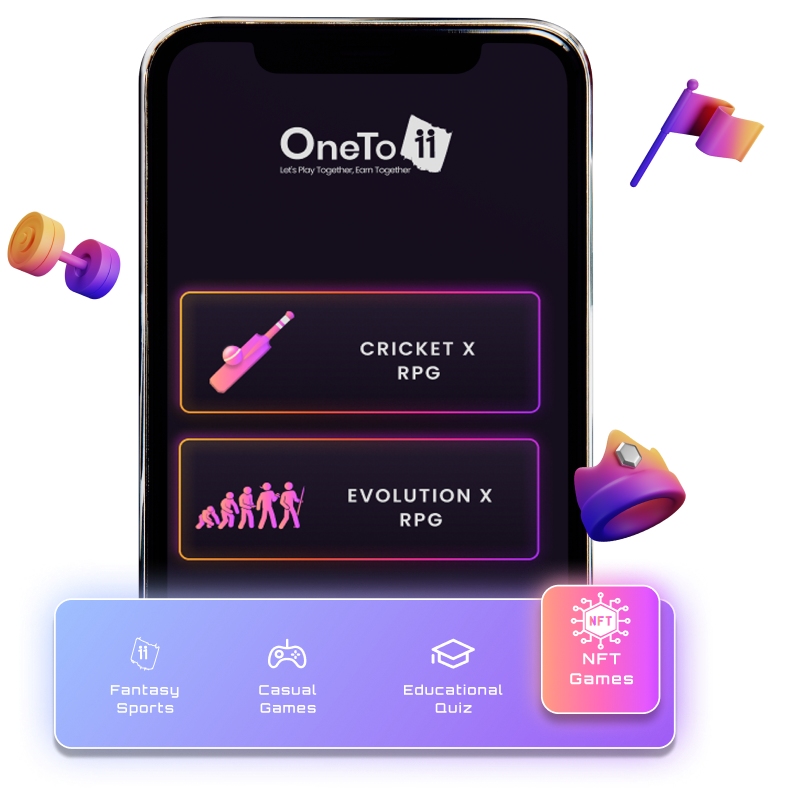 OneTo 11
Let's Play Together, Earn Together
CRICKET X
RPG
EVOLUTION X
RPG
NFT
NFT
Games
11
Fantasy
Sports
Casual
Games
Educational
Quiz